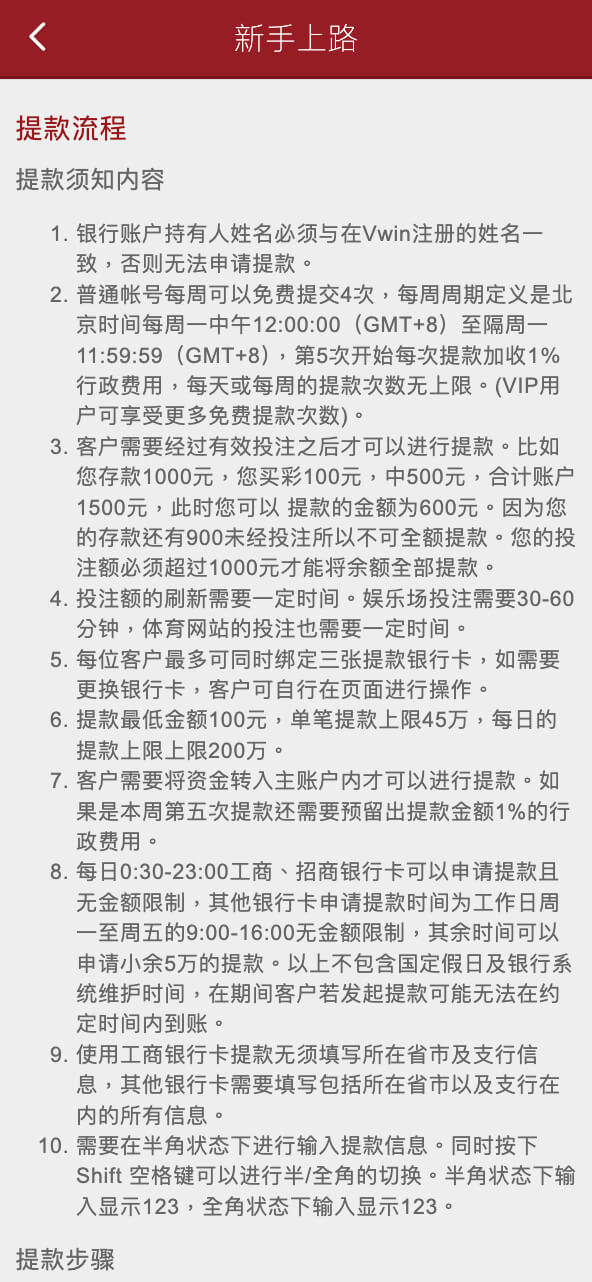 新手上路
提款流程
提款须知内容
1. 银行账户持有人姓名必须与在Vwin注册的姓名一
致，否则无法申请提款。
2. 普通帐号每周可以免费提交4次，每周周期定义是北
京时间每周一中午12:00:00（GMT+8）至隔周一
11:59:59（GMT+8），第5次开始每次提款加收1%
行政费用，每天或每周的提款次数无上限。(VIP用
户可享受更多免费提款次数)。
3. 客户需要经过有效投注之后才可以进行提款。比如
您存款1000元，您买彩100元，中500元，合计账户
1500元，此时您可以 提款的金额为600元。因为您
的存款还有900未经投注所以不可全额提款。您的投
注额必须超过1000元才能将余额全部提款。
4. 投注额的刷新需要一定时间。娱乐场投注需要30-60
分钟，体育网站的投注也需要一定时间。
5. 每位客户最多可同时绑定三张提款银行卡，如需要
更换银行卡，客户可自行在页面进行操作。
6. 提款最低金额100元，单笔提款上限45万，每日的
提款上限上限200万。
7. 客户需要将资金转入主账户内才可以进行提款。如
果是本周第五次提款还需要预留出提款金额1%的行
政费用。
8. 每日0:30-23:00工商、招商银行卡可以申请提款且
无金额限制，其他银行卡申请提款时间为工作日周
一至周五的9:00-16:00无金额限制，其余时间可以
申请小余5万的提款。以上不包含国定假日及银行系
统维护时间，在期间客户若发起提款可能无法在约
定时间内到账。
9. 使用工商银行卡提款无须填写所在省市及支行信
息，其他银行卡需要填写包括所在省市以及支行在
内的所有信息。
10. 需要在半角状态下进行输入提款信息。同时按下
Shift 空格键可以进行半/全角的切换。半角状态下输
入显示123，全角状态下输入显示123。
提款步骤